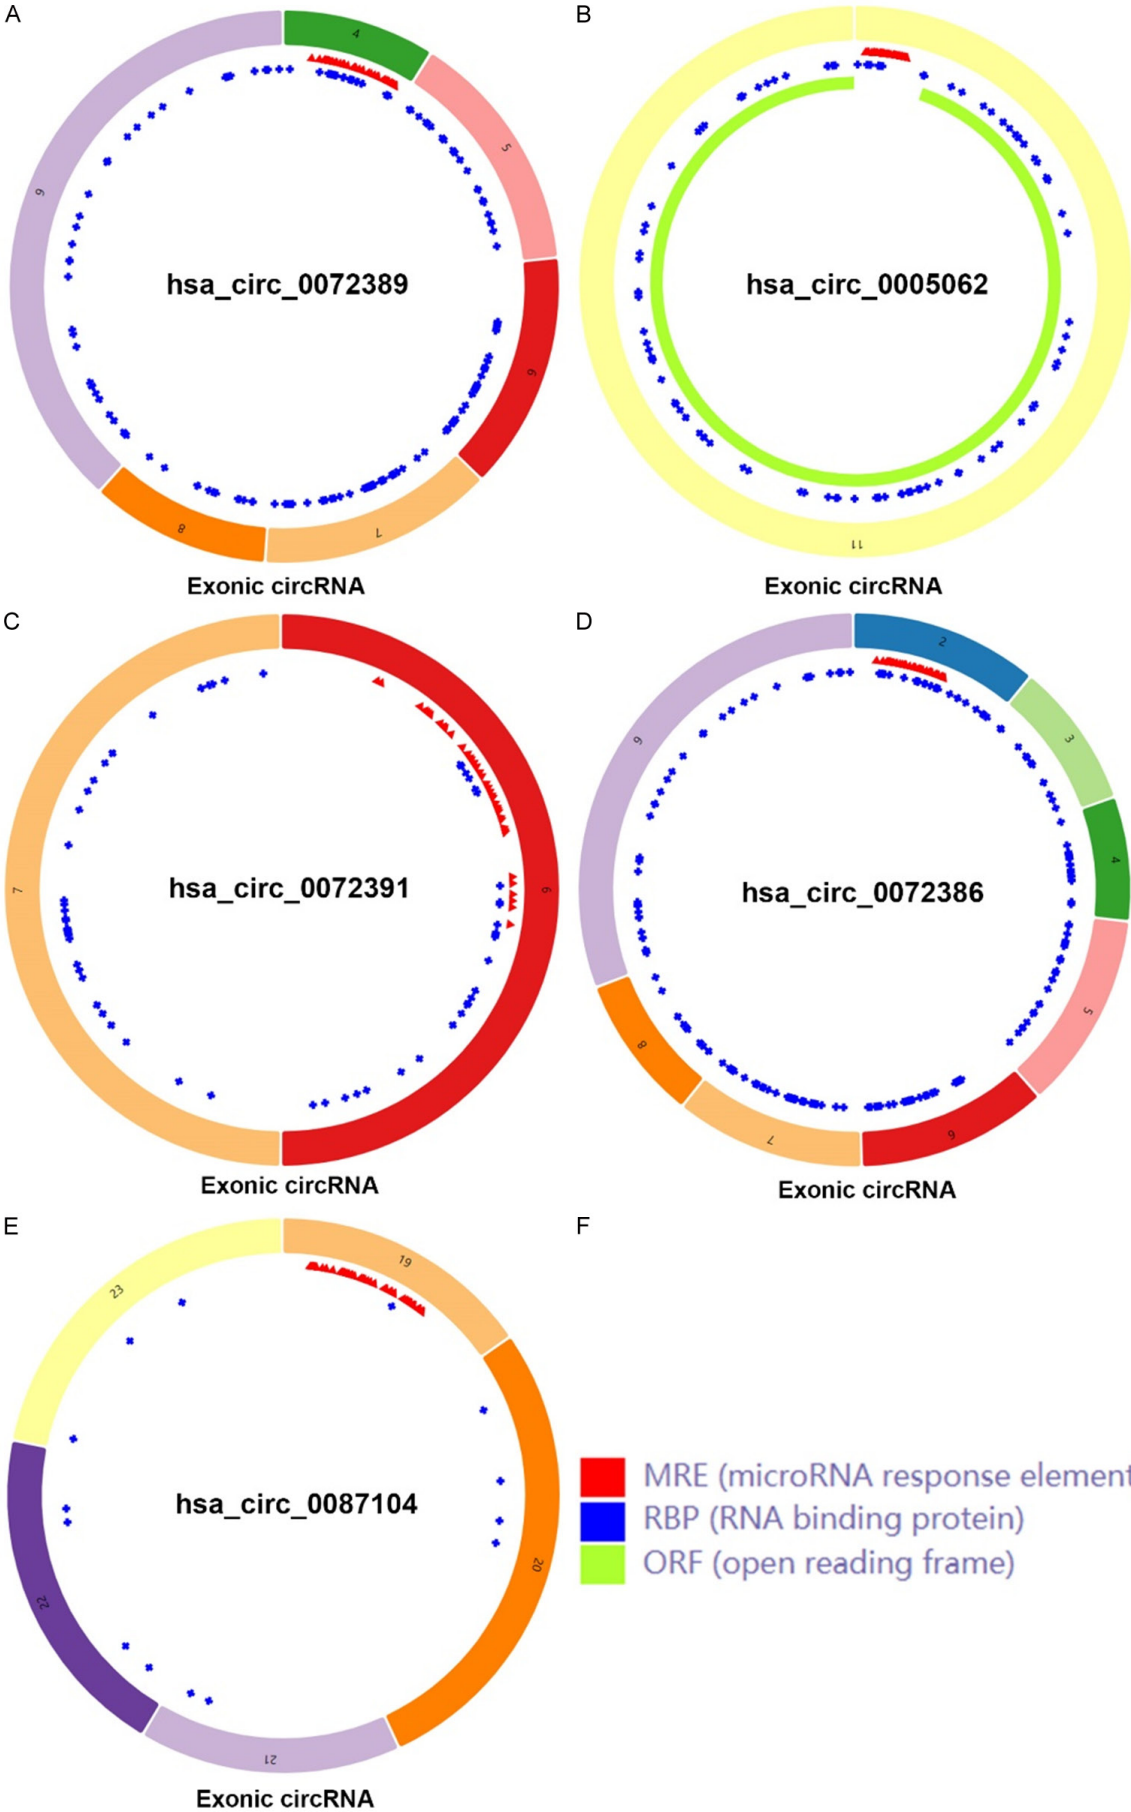 A
4
5
6
7
8
9
hsa_circ_0072389
Exonic circRNA
B
11
hsa_circ_0005062
Exonic circRNA
C
6
7
hsa_circ_0072391
Exonic circRNA
D
2
3
4
5
6
7
8
9
hsa_circ_0072386
Exonic circRNA
E
19
20
21
22
23
hsa_circ_0087104
Exonic circRNA
F
MRE (microRNA response element
RBP (RNA binding protein)
ORF (open reading frame)